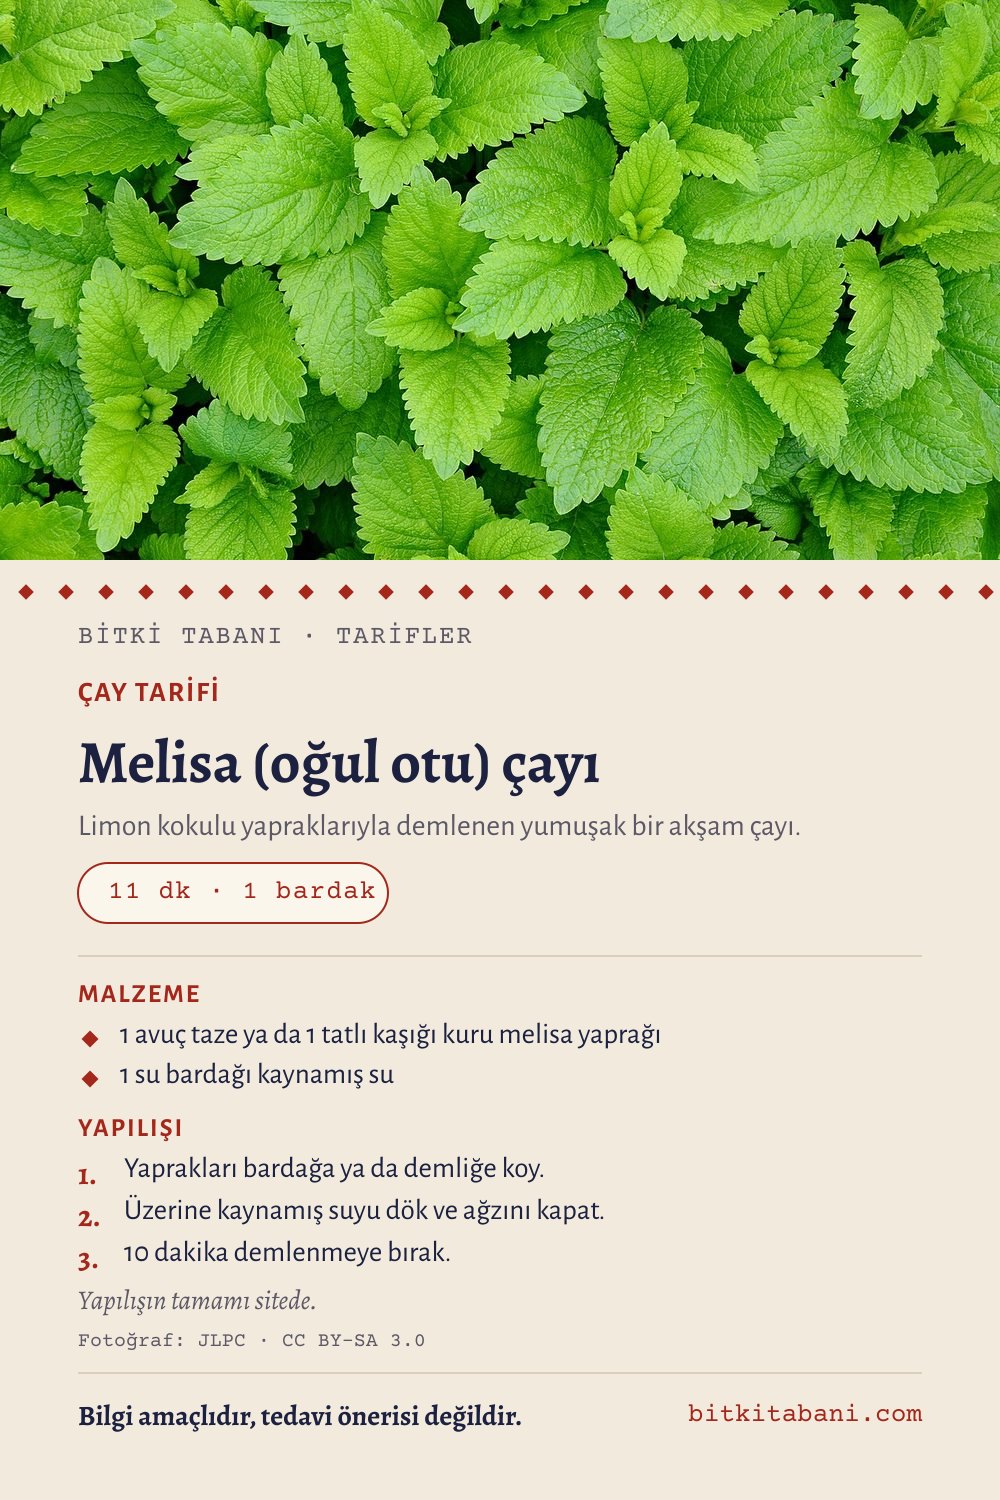 BİTKİ TABANI · TARİFLER
ÇAY TARİFİ
Melisa (oğul otu) çayı
Limon kokulu yapraklarıyla demlenen yumuşak bir akşam çayı.
11 dk · 1 bardak
MALZEME
◆ 1 avuç taze ya da 1 tatlı kaşığı kuru melisa yaprağı
◆ 1 su bardağı kaynamış su
YAPILIŞI
1. Yaprakları bardağa ya da demliğe koy.
2. Üzerine kaynamış suyu dök ve ağzını kapat.
3. 10 dakika demlenmeye bırak.
Yapılışın tamamı sitede.
Fotoğraf: JLPC · CC BY-SA 3.0
Bilgi amaçlıdır, tedavi önerisi değildir. bitkitabani.com